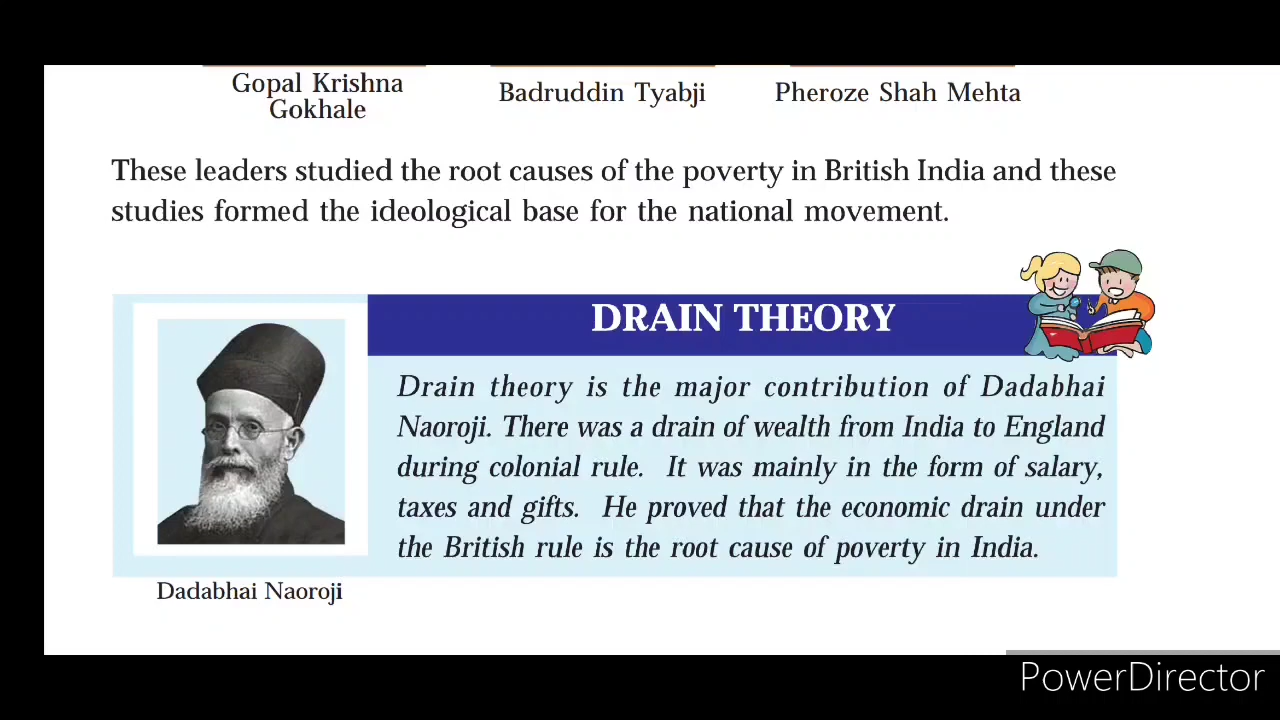 Gopal Krishna
Gokhale
Badruddin Tyabji
Pheroze Shah Mehta
These leaders studied the root causes of the poverty in British India and these
studies formed the ideological base for the national movement.
DRAIN THEORY
Drain theory is the major contribution of Dadabhai
Naoroji. There was a drain of wealth from India to England
during colonial rule. It was mainly in the form of salary,
taxes and gifts. He proved that the economic drain under
the British rule is the root cause of poverty in India.
Dadabhai Naoroji
PowerDirector